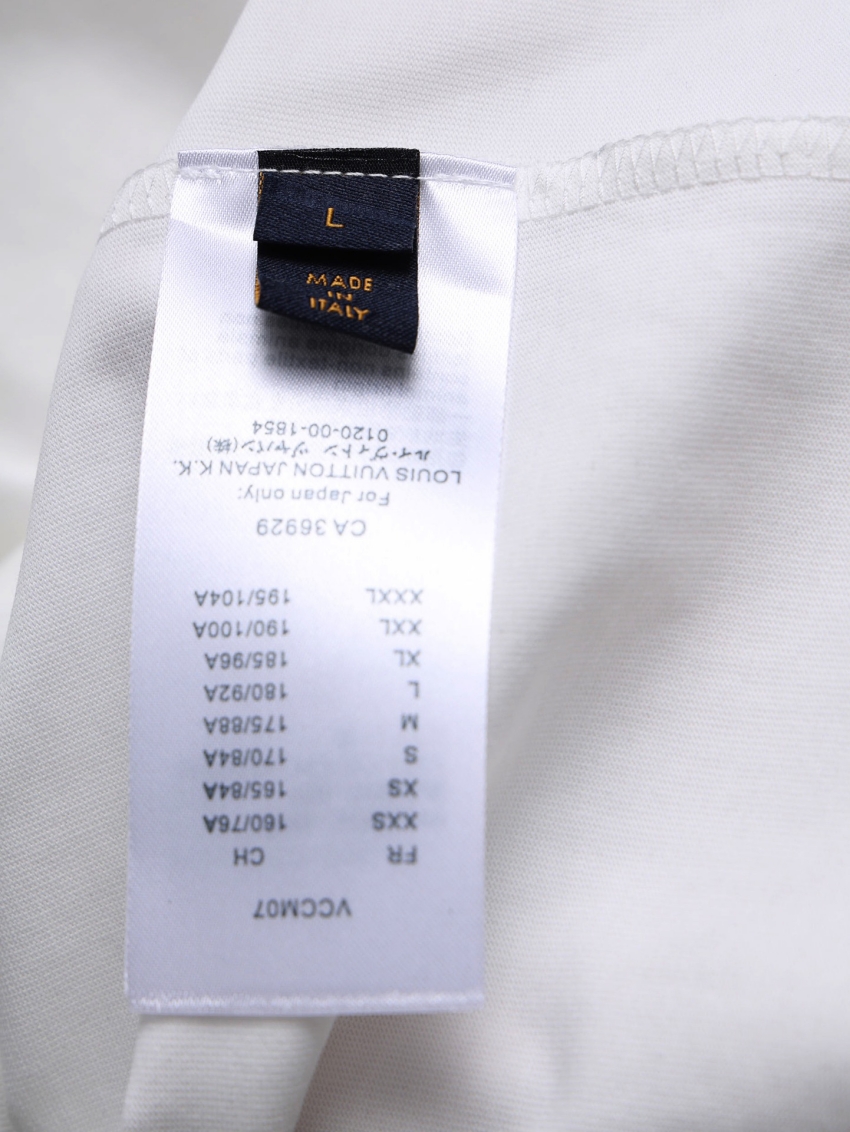 L
MADE
IN
ITALY
VCCM07
FR CH
XXS 160/76A
XS 165/84A
S 170/84A
M 175/88A
L 180/92A
XL 185/96A
XXL 190/100A
XXXL 195/104A
CA 36929
For Japan only:
LOUIS VUITTON JAPAN K.K.
ルイ・ヴィトン ジャパン(株)
0120-00-1854